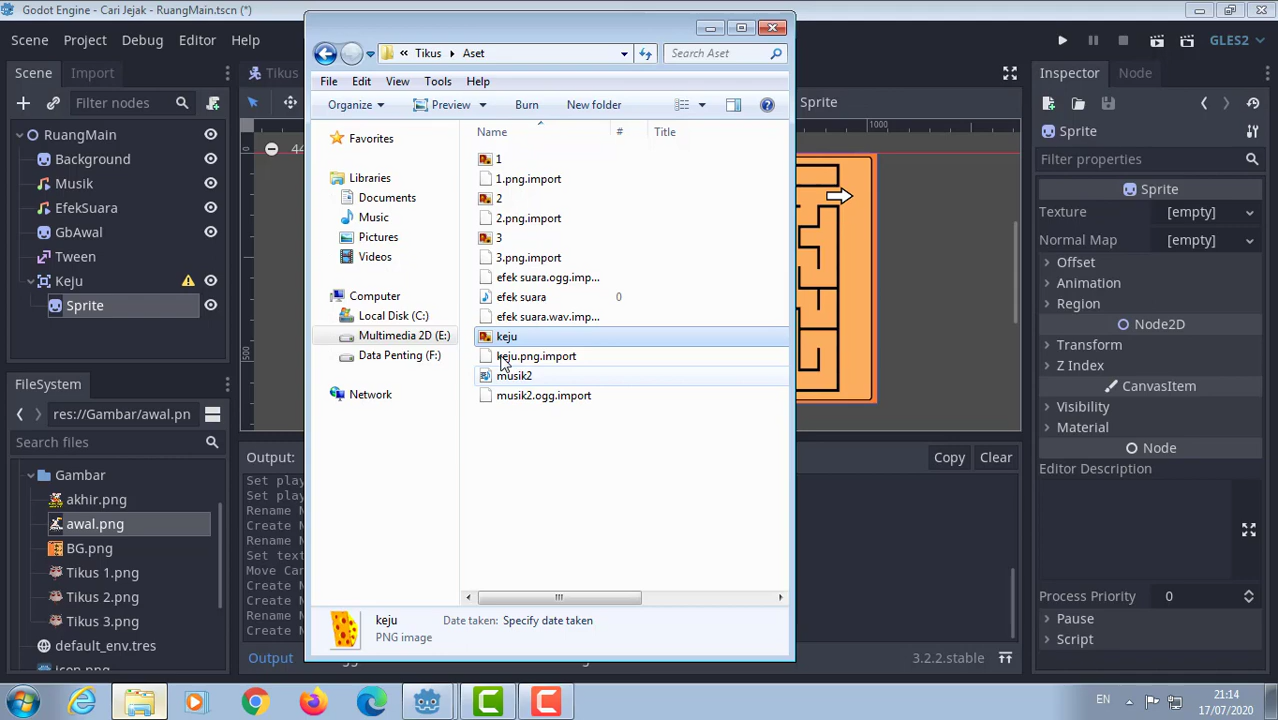 Godot Engine - Cari Jejak - RuangMain.tscn (*)
Scene Project Debug Editor Help
GLES2
Scene Import
Filter nodes
RuangMain
Background
Musik
EfekSuara
GbAwal
Tween
Keju
Sprite
FileSystem
res://Gambar/awal.pn
Search files
Gambar
akhir.png
awal.png
BG.png
Tikus 1.png
Tikus 2.png
Tikus 3.png
default_env.tres
Tikus
Sprite
1000
500
Output:
Copy Clear
Set play
Set play
Rename N
Create N
Rename N
Set text
Move Can
Create N
Create N
Rename N
Create N
Output
3.2.2.stable
« Tikus Aset
Search Aset
File Edit View Tools Help
Organize Preview Burn New folder
Favorites
Libraries
Documents
Music
Pictures
Videos
Computer
Local Disk (C:)
Multimedia 2D (E:)
Data Penting (F:)
Network
Name # Title
1
1.png.import
2
2.png.import
3
3.png.import
efek suara.ogg.imp...
efek suara 0
efek suara.wav.imp...
keju
keju.png.import
musik2
musik2.ogg.import
keju Date taken: Specify date taken
PNG image
Inspector Node
Sprite
Filter properties
Sprite
Texture [empty]
Normal Map [empty]
Offset
Animation
Region
Node2D
Transform
Z Index
CanvasItem
Visibility
Material
Node
Editor Description
Process Priority 0
Pause
Script
EN
21:14
17/07/2020